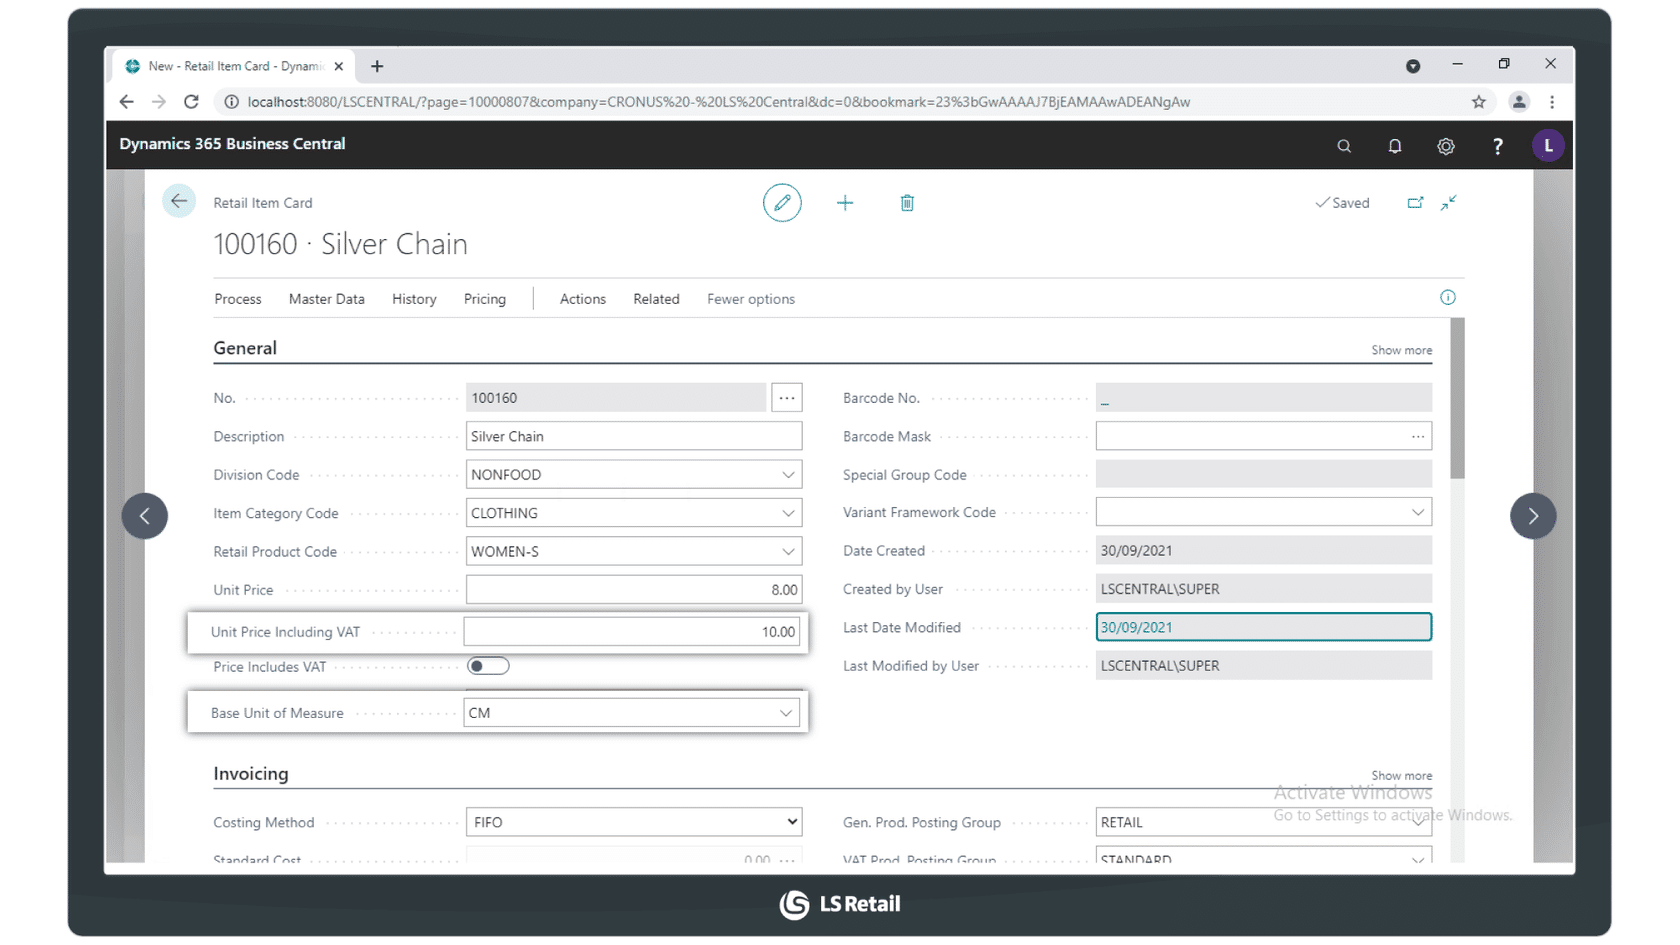 New - Retail Item Card - Dynami
localhost:8080/LSCENTRAL/?page=10000807&company=CRONUS%20-%20LS%20Central&dc=0&bookmark=23%3bGwAAAAJ7BjEAMAAwADEANgAw
Dynamics 365 Business Central
? L
Retail Item Card
Saved
100160 · Silver Chain
Process Master Data History Pricing Actions Related Fewer options
General Show more
No. 100160 ...
Barcode No. _
Description Silver Chain
Barcode Mask ...
Division Code NONFOOD
Special Group Code
Item Category Code CLOTHING
Variant Framework Code
Retail Product Code WOMEN-S
Date Created 30/09/2021
Unit Price 8.00
Created by User LSCENTRAL\SUPER
Unit Price Including VAT 10.00
Last Date Modified 30/09/2021
Price Includes VAT
Last Modified by User LSCENTRAL\SUPER
Base Unit of Measure CM
Invoicing Show more
Activate Windows
Go to Settings to activate Windows.
Costing Method FIFO
Gen. Prod. Posting Group RETAIL
Standard Cost 0.00 ...
VAT Prod. Posting Group STANDARD
LS Retail